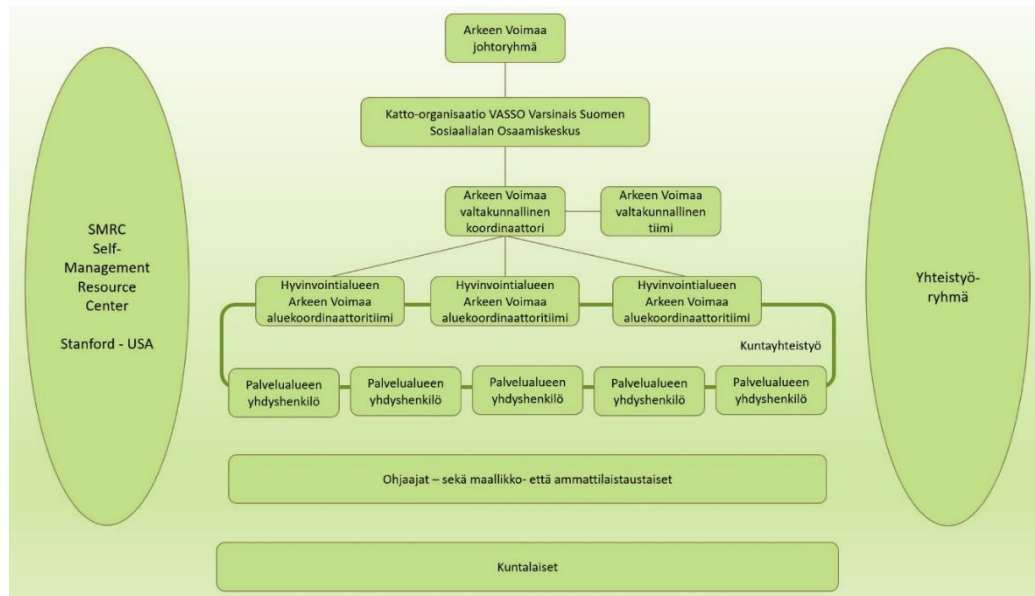 Arkeen Voimaa
johtoryhmä
Katto-organisaatio VASSO Varsinais Suomen
Sosiaalialan Osaamiskeskus
Arkeen Voimaa
valtakunnallinen
koordinaattori
Arkeen Voimaa
valtakunnallinen
tiimi
SMRC
Self-
Management
Resource
Center
Stanford - USA
Hyvinvointialueen
Arkeen Voimaa
aluekoordinaattoritiimi
Hyvinvointialueen
Arkeen Voimaa
aluekoordinaattoritiimi
Hyvinvointialueen
Arkeen Voimaa
aluekoordinaattoritiimi
Yhteistyö-
ryhmä
Kuntayhteistyö
Palvelualueen
yhdyshenkilö
Palvelualueen
yhdyshenkilö
Palvelualueen
yhdyshenkilö
Palvelualueen
yhdyshenkilö
Palvelualueen
yhdyshenkilö
Ohjaajat – sekä maallikko- että ammattilaistaustaiset
Kuntalaiset